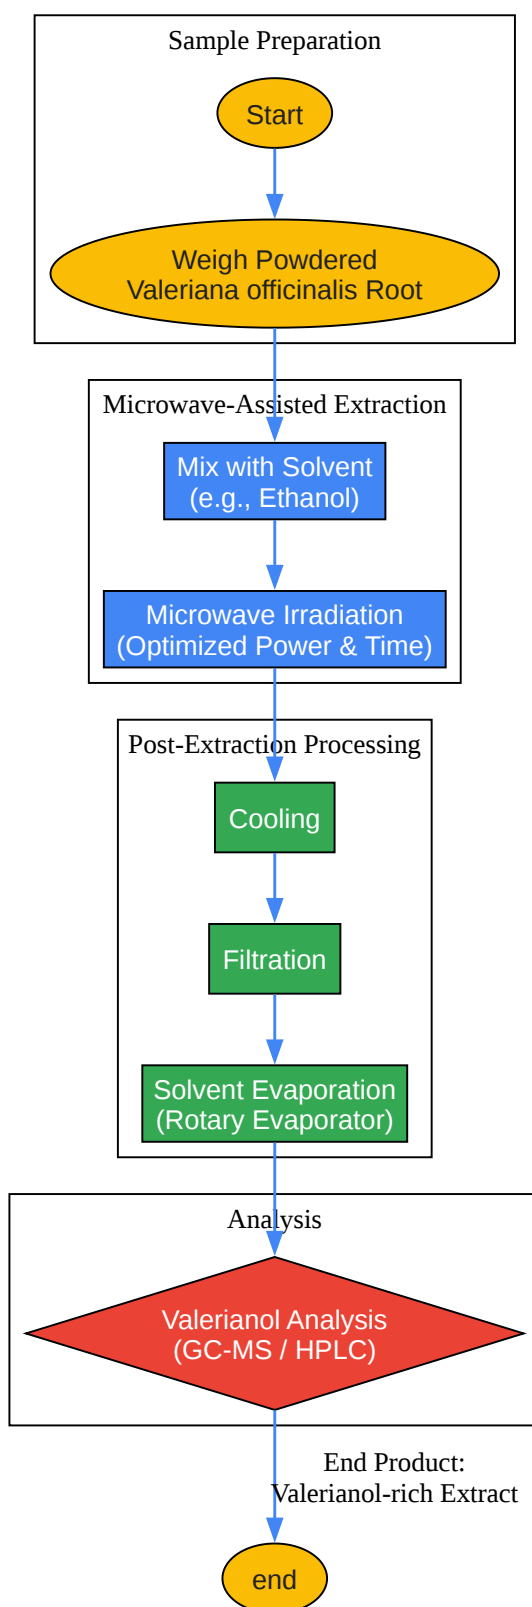 Sample Preparation
Start
Weigh Powdered
Valeriana officinalis Root
Microwave-Assisted Extraction
Mix with Solvent
(e.g., Ethanol)
Microwave Irradiation
(Optimized Power & Time)
Post-Extraction Processing
Cooling
Filtration
Solvent Evaporation
(Rotary Evaporator)
Analysis
Valerianol Analysis
(GC-MS / HPLC)
End Product:
Valerianol-rich Extract
end